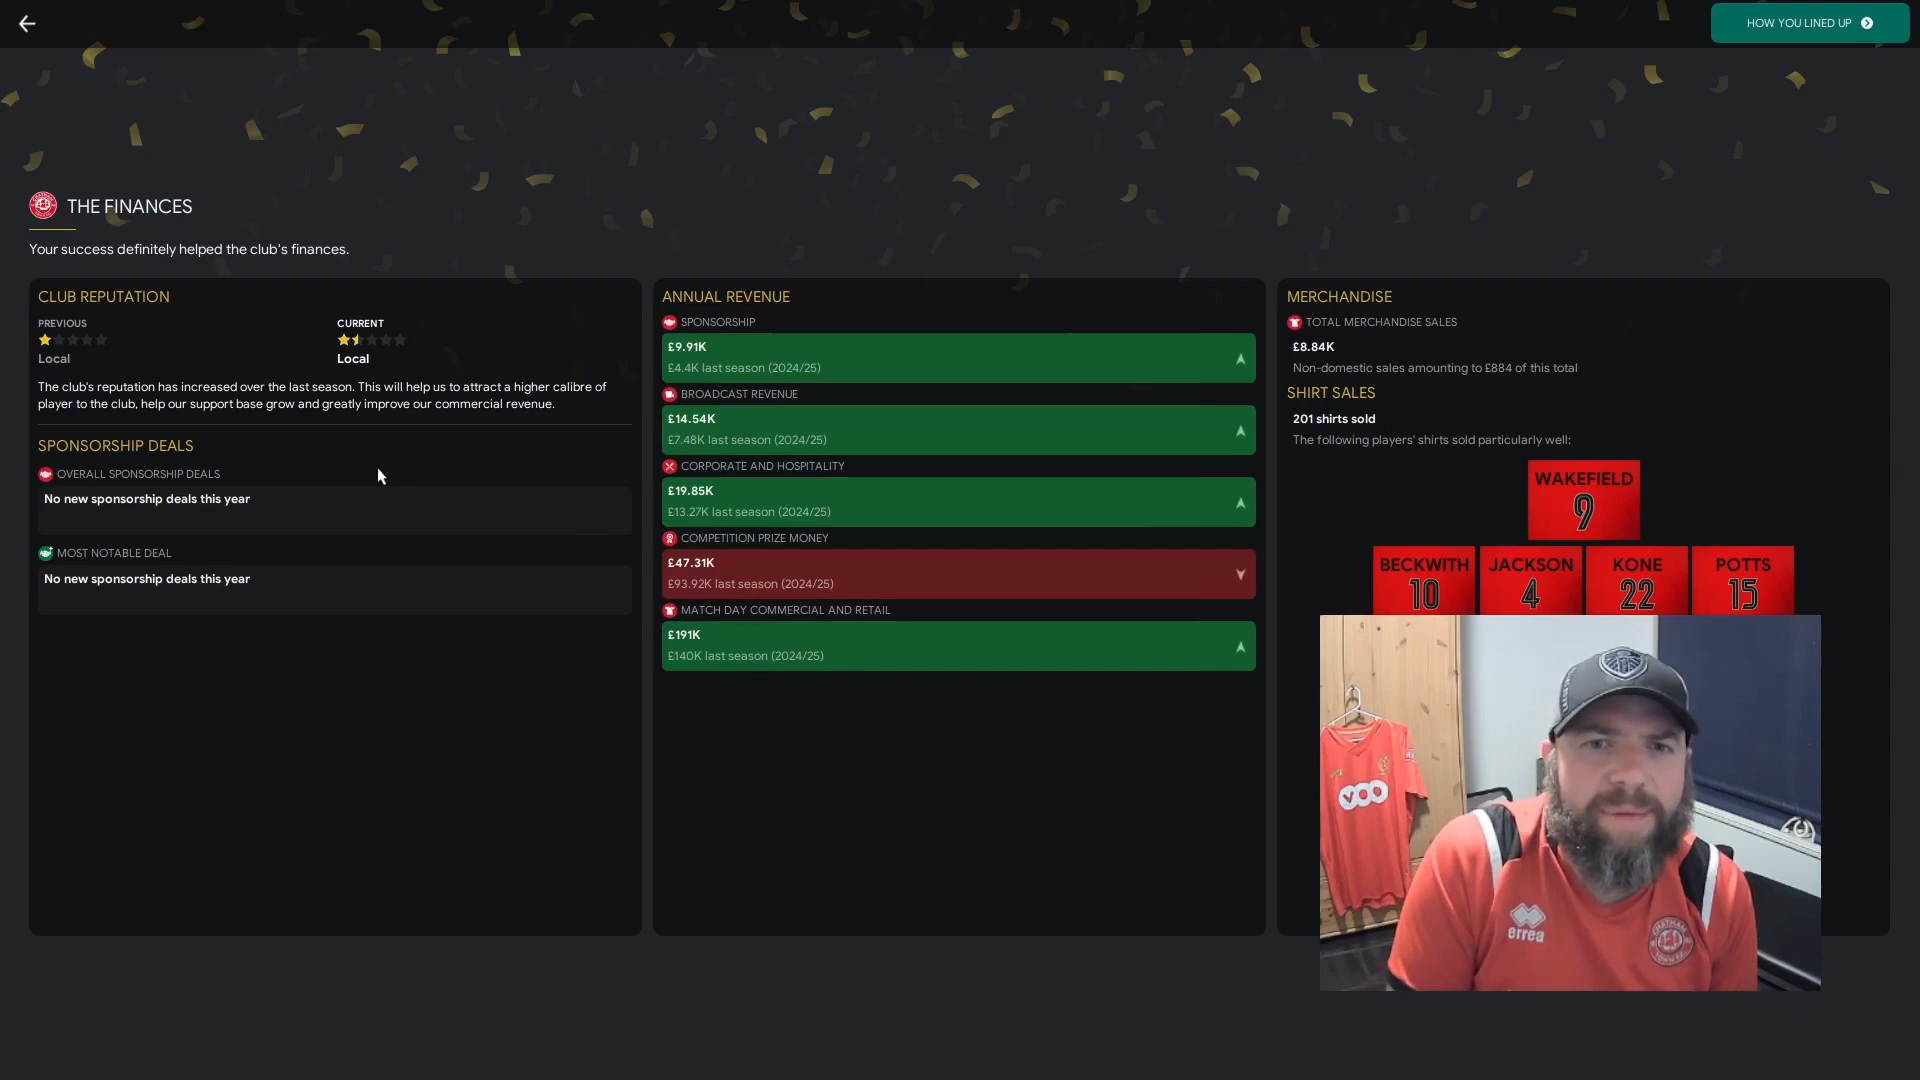 HOW YOU LINED UP
THE FINANCES
Your success definitely helped the club's finances.
CLUB REPUTATION
PREVIOUS
CURRENT
Local
Local
The club's reputation has increased over the last season. This will help us to attract a higher calibre of
player to the club, help our support base grow and greatly improve our commercial revenue.
SPONSORSHIP DEALS
OVERALL SPONSORSHIP DEALS
No new sponsorship deals this year
MOST NOTABLE DEAL
No new sponsorship deals this year
ANNUAL REVENUE
SPONSORSHIP
£9.91K
£4.4K last season (2024/25)
BROADCAST REVENUE
£14.54K
£7.48K last season (2024/25)
CORPORATE AND HOSPITALITY
£19.85K
£13.27K last season (2024/25)
COMPETITION PRIZE MONEY
£47.31K
£93.92K last season (2024/25)
MATCH DAY COMMERCIAL AND RETAIL
£191K
£140K last season (2024/25)
MERCHANDISE
TOTAL MERCHANDISE SALES
£8.84K
Non-domestic sales amounting to £884 of this total
SHIRT SALES
201 shirts sold
The following players' shirts sold particularly well:
WAKEFIELD
9
BECKWITH
10
JACKSON
4
KONE
22
POTTS
15
VOO
errea
CHATHAM
TOWN F.C.